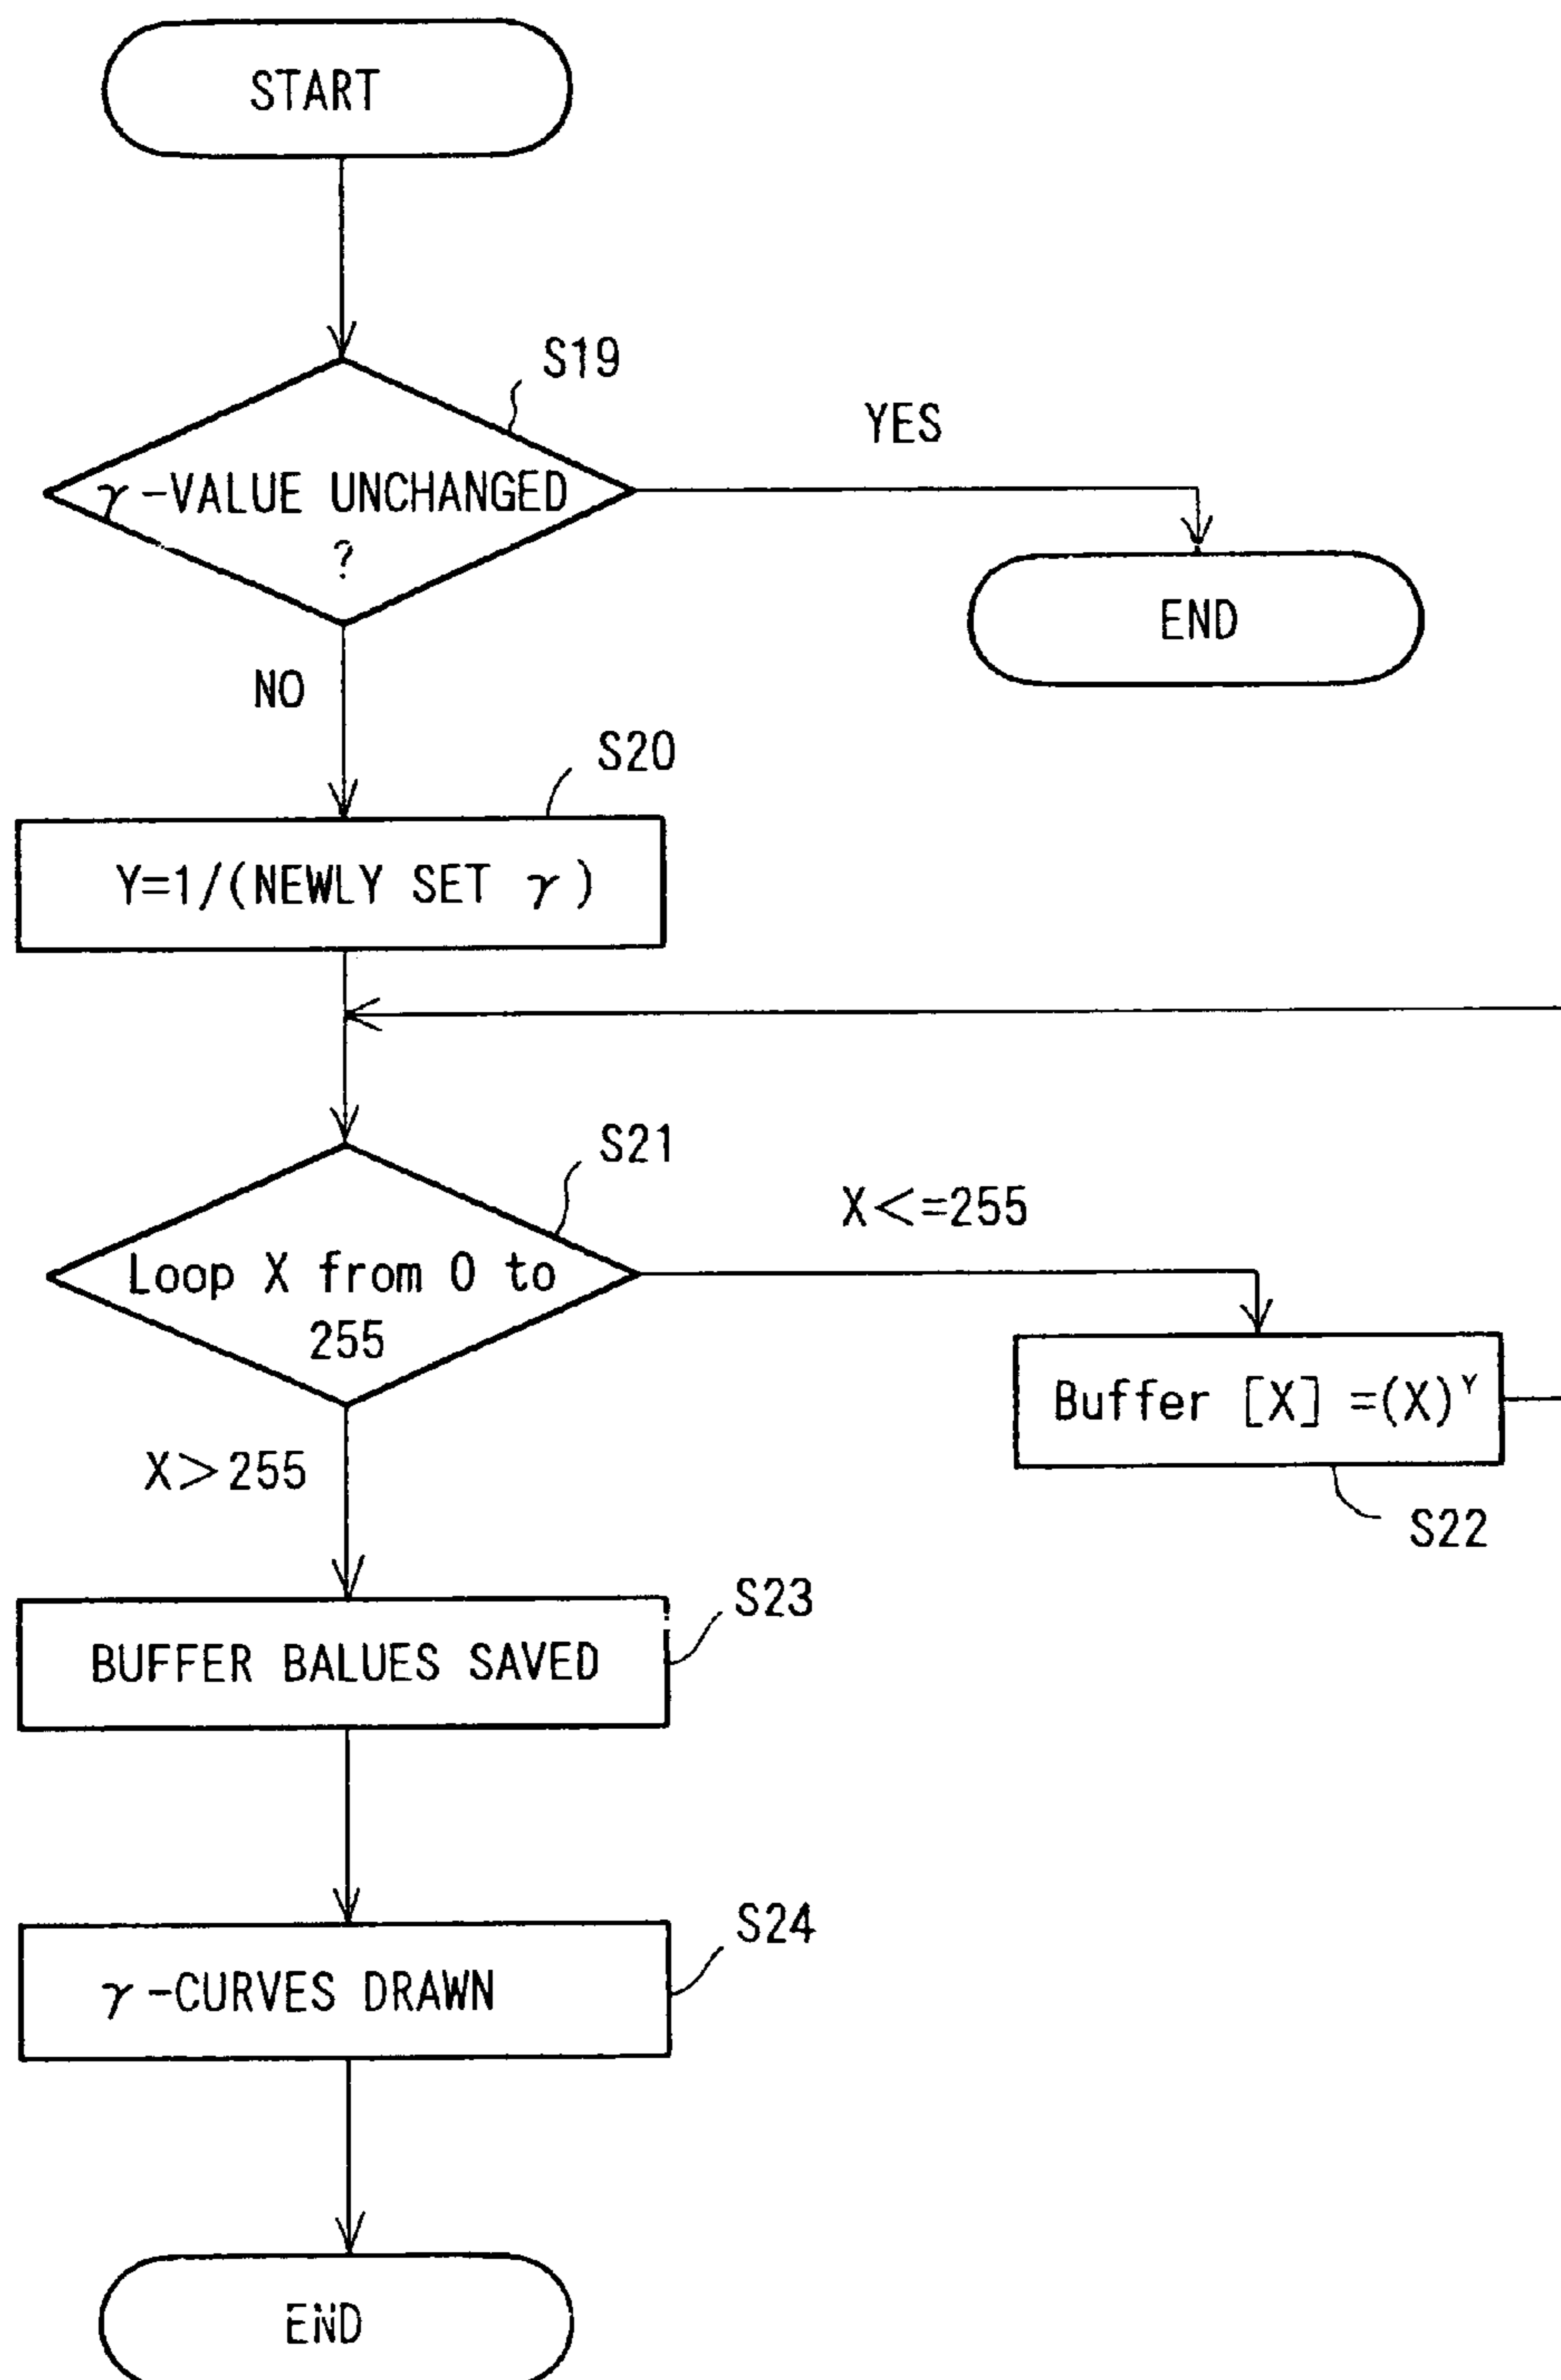 START
S19
YES
γ-VALUE UNCHANGED
?
END
NO
S20
Y=1/(NEWLY SET γ)
S21
X<=255
Loop X from 0 to
255
Buffer [X] =(X)^Y
X>255
S22
S23
BUFFER BALUES SAVED
S24
γ-CURVES DRAWN
END